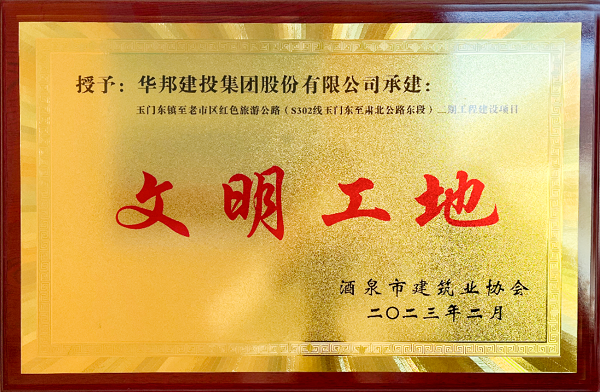 授予：华邦建投集团股份有限公司承建：
玉门东镇至老市区红色旅游公路（S302线玉门东至肃北公路东段）二期工程建设项目
文明工地
酒泉市建筑业协会
二〇二三年二月